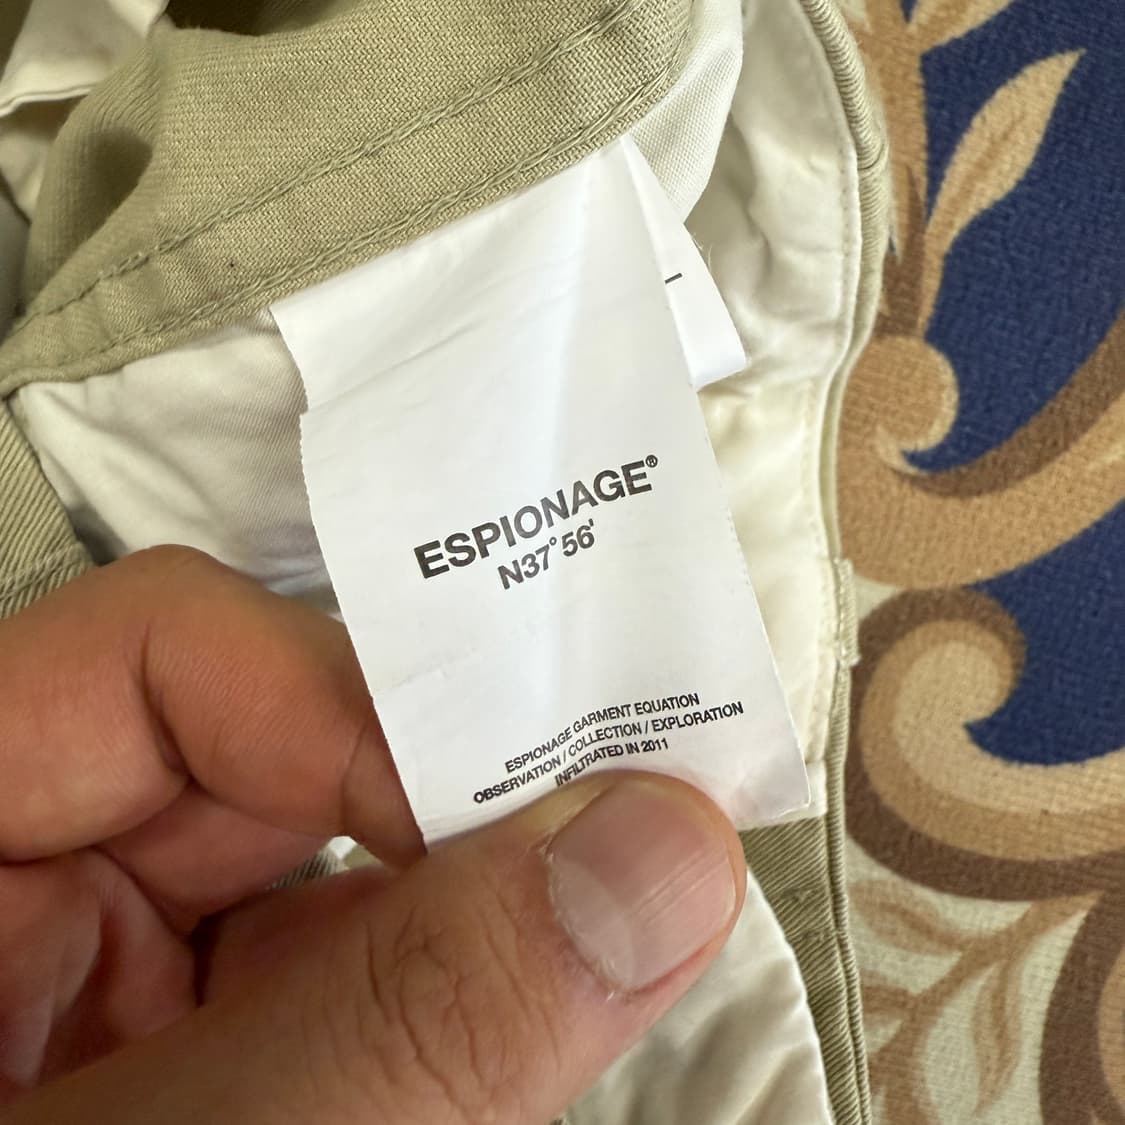 ESPIONAGE®
N37°56'
ESPIONAGE GARMENT EQUATION
OBSERVATION / COLLECTION / EXPLORATION
INFILTRATED IN 2011